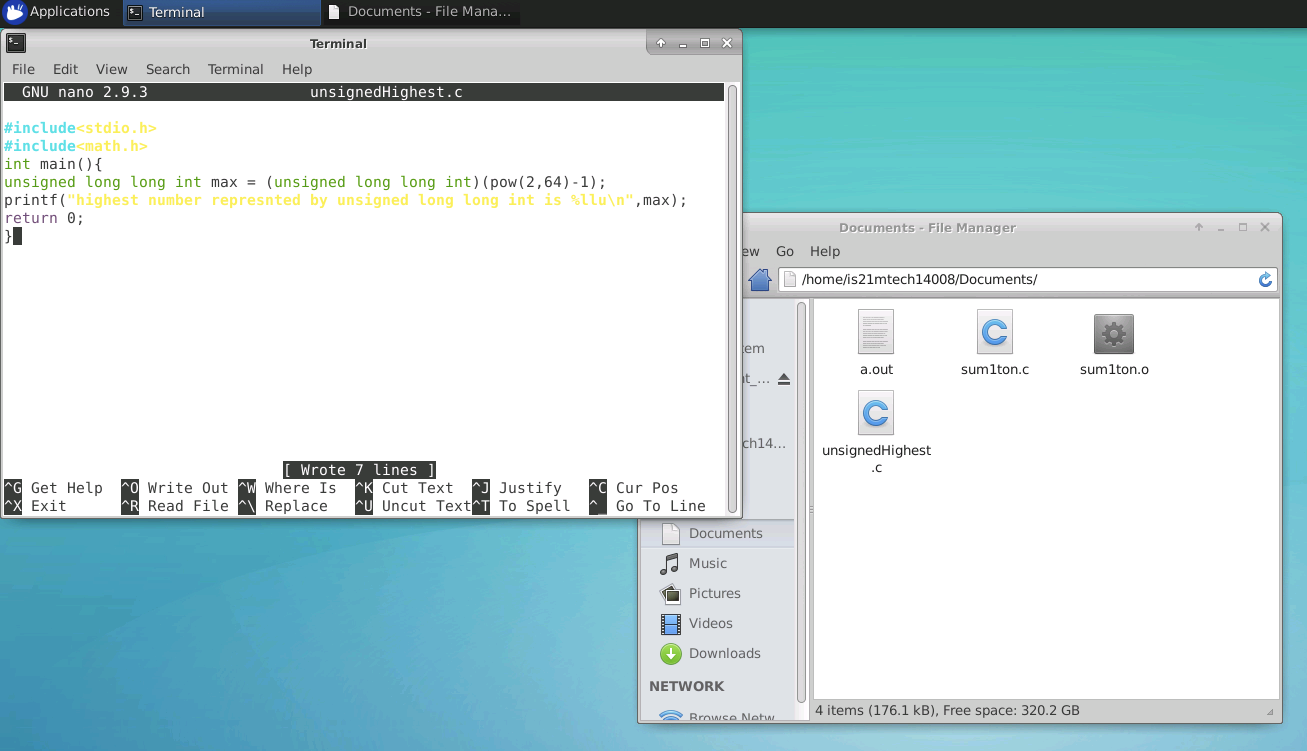 Applications Terminal Documents - File Mana...
Terminal
File Edit View Search Terminal Help
GNU nano 2.9.3 unsignedHighest.c
#include<stdio.h>
#include<math.h>
int main(){
unsigned long long int max = (unsigned long long int)(pow(2,64)-1);
printf("highest number represnted by unsigned long long int is %llu\n",max);
return 0;
}
[ Wrote 7 lines ]
^G Get Help ^O Write Out ^W Where Is ^K Cut Text ^J Justify ^C Cur Pos
^X Exit ^R Read File ^\ Replace ^U Uncut Text ^T To Spell ^_ Go To Line
Documents - File Manager
ew Go Help
/home/is21mtech14008/Documents/
tem
at_...
ch14...
Documents
Music
Pictures
Videos
Downloads
NETWORK
Browse Netw
a.out sum1ton.c sum1ton.o
unsignedHighest
.c
4 items (176.1 kB), Free space: 320.2 GB